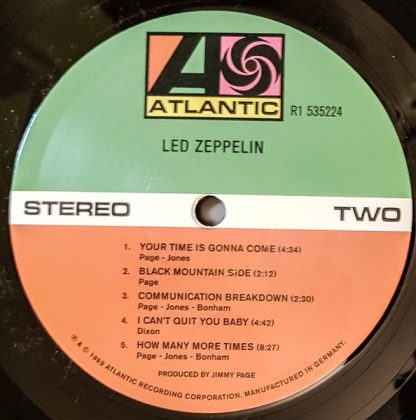 ATLANTIC
R1 535224
LED ZEPPELIN
STEREO TWO
1. YOUR TIME IS GONNA COME (4:34)
Page - Jones
2. BLACK MOUNTAIN SIDE (2:12)
Page
3. COMMUNICATION BREAKDOWN (2:30)
Page - Jones - Bonham
4. I CAN'T QUIT YOU BABY (4:42)
Dixon
5. HOW MANY MORE TIMES (8:27)
Page - Jones - Bonham
PRODUCED BY JIMMY PAGE
℗ & © 1969 ATLANTIC RECORDING CORPORATION. MANUFACTURED IN GERMANY.